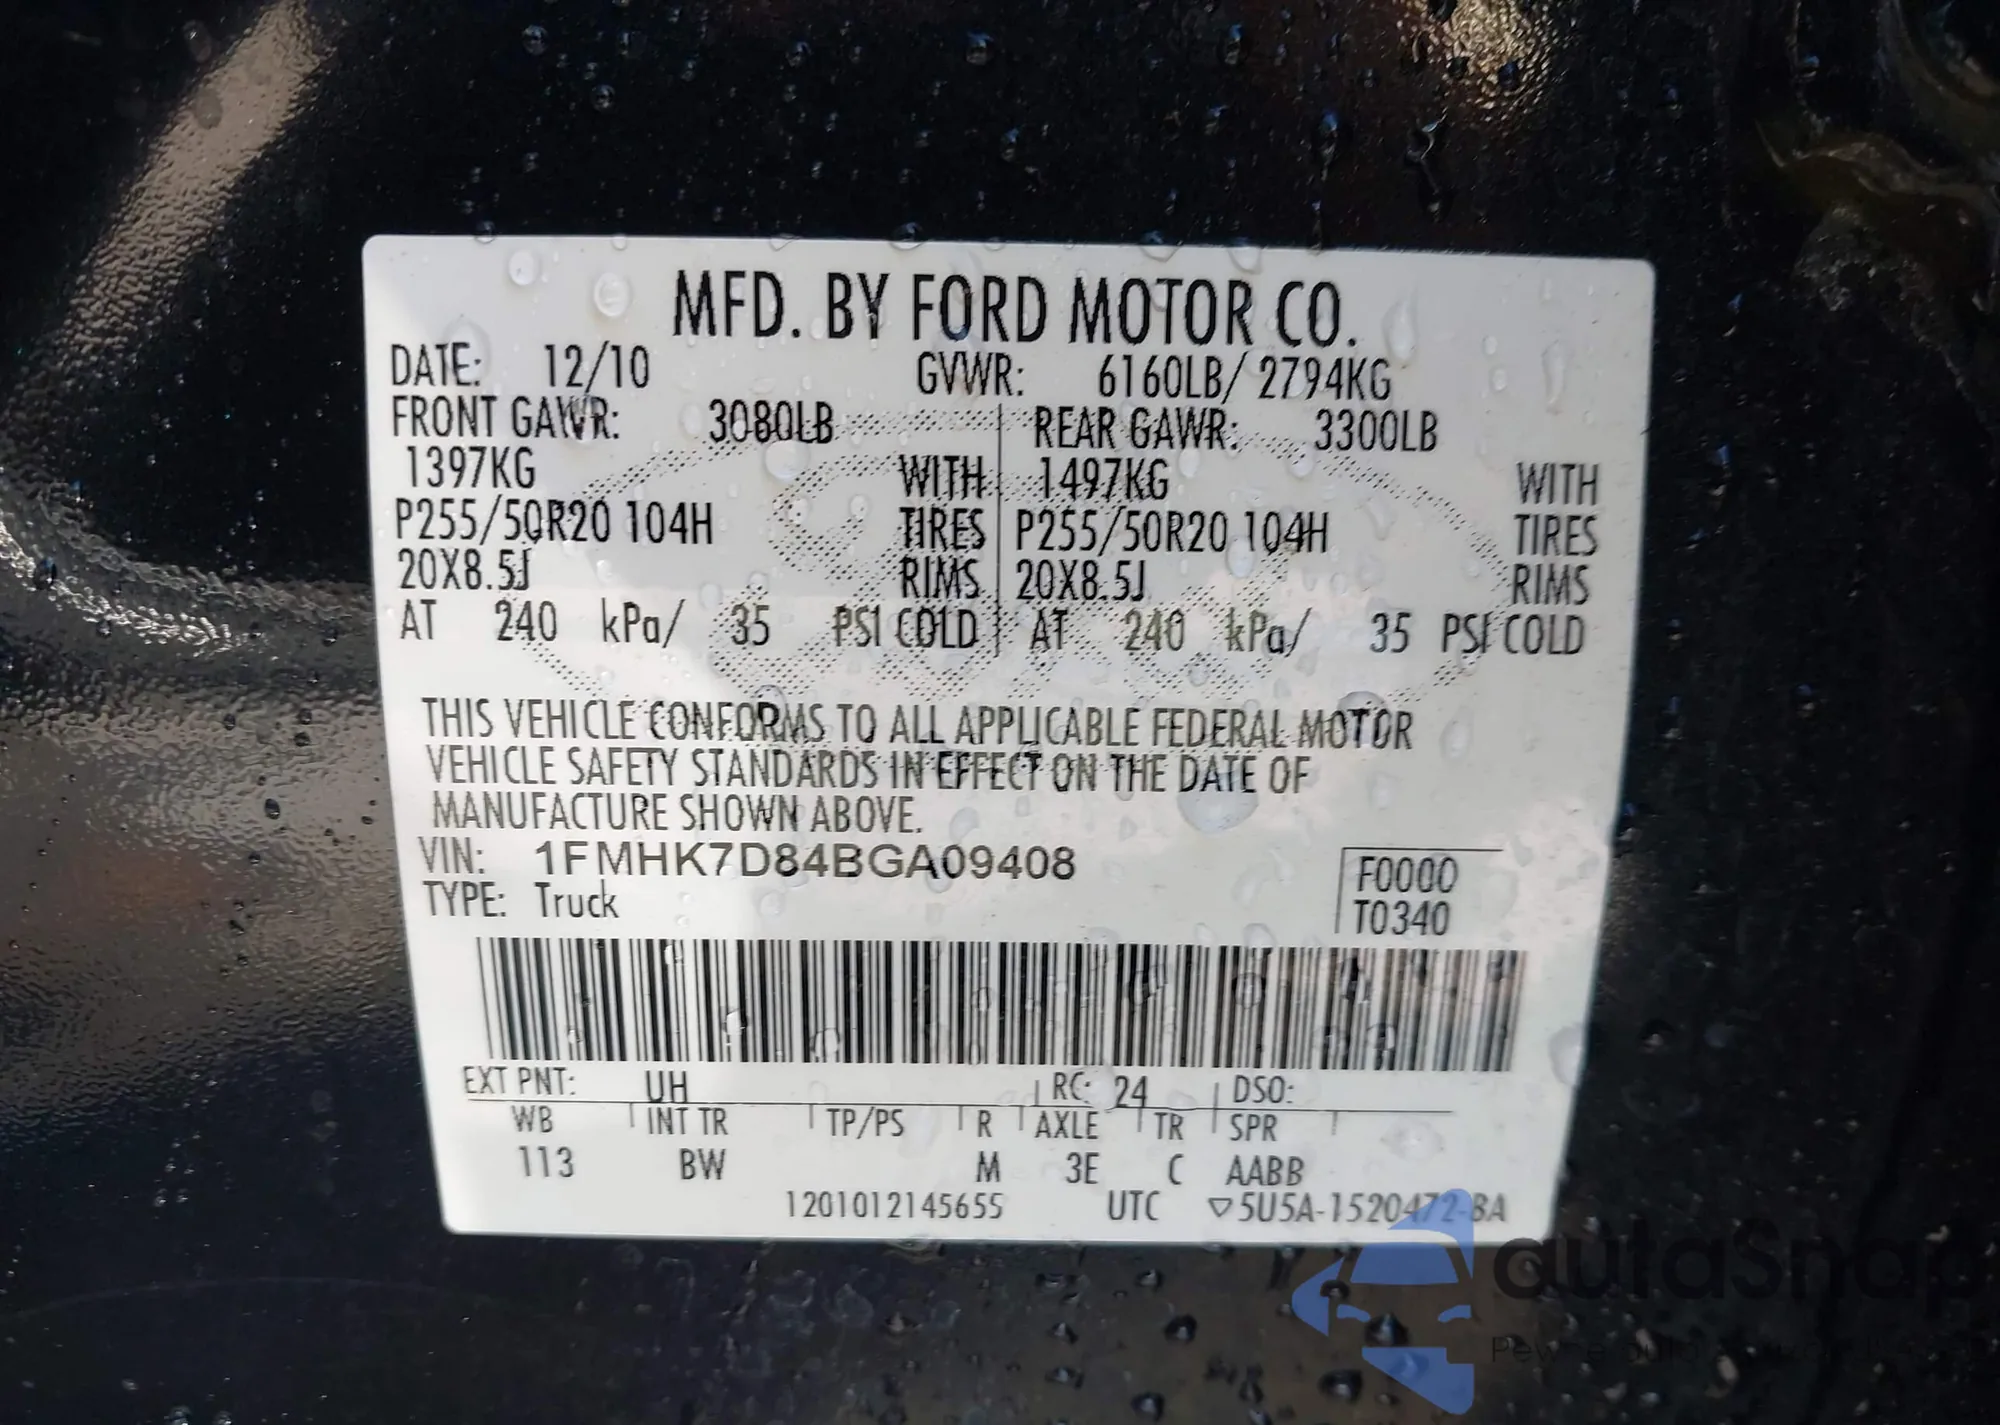 MFD. BY FORD MOTOR CO.
DATE: 12/10 GVWR: 6160LB/ 2794KG
FRONT GAWR: 3080LB REAR GAWR: 3300LB
1397KG WITH 1497KG WITH
P255/50R20 104H TIRES P255/50R20 104H TIRES
20X8.5J RIMS 20X8.5J RIMS
AT 240 kPa/ 35 PSI COLD AT 240 kPa/ 35 PSI COLD
THIS VEHICLE CONFORMS TO ALL APPLICABLE FEDERAL MOTOR
VEHICLE SAFETY STANDARDS IN EFFECT ON THE DATE OF
MANUFACTURE SHOWN ABOVE.
VIN: 1FMHK7D84BGA09408
F0000
TYPE: Truck
T0340
EXT PNT: UH RC: 24 DSO:
WB INT TR TP/PS R AXLE TR SPR
113 BW M 3E C AABB
1201012145655 UTC ▽5U5A-1520472-BA
autoSnap